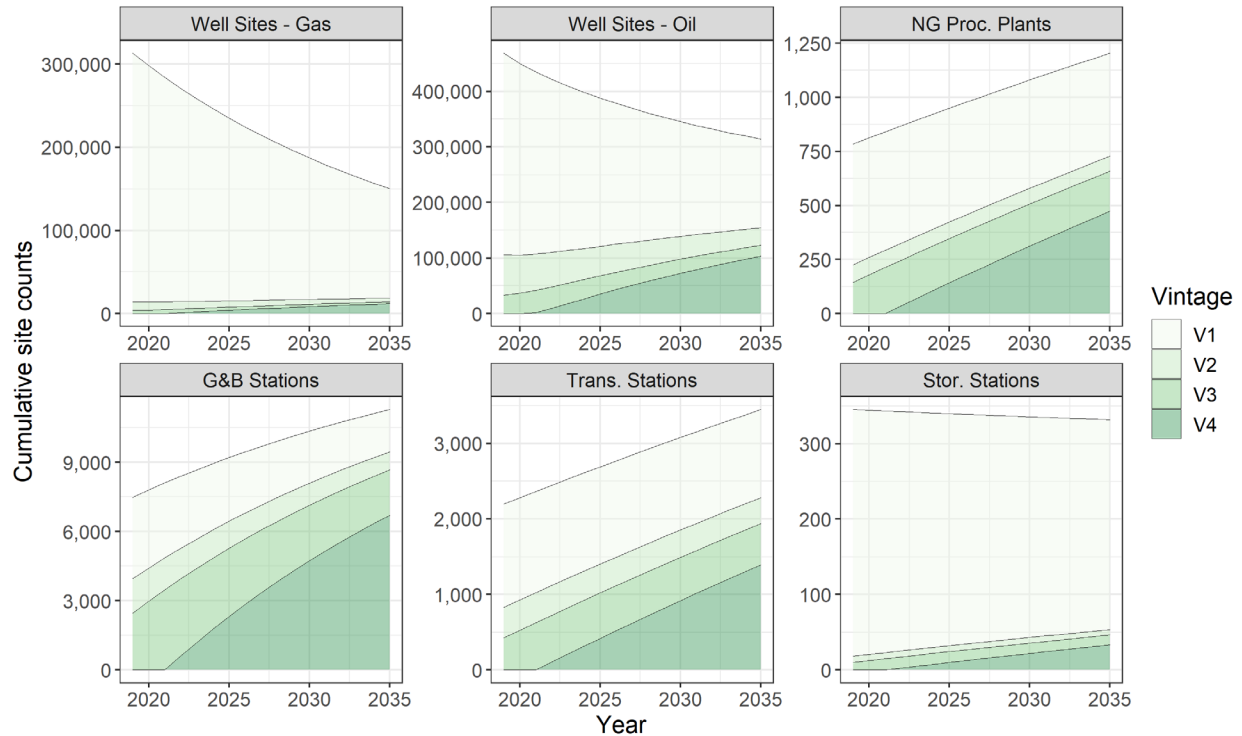 Well Sites - Gas
Well Sites - Oil
NG Proc. Plants
300,000
200,000
100,000
0
2020 2025 2030 2035
400,000
300,000
200,000
100,000
0
2020 2025 2030 2035
1,250
1,000
750
500
250
0
2020 2025 2030 2035
G&B Stations
Trans. Stations
Stor. Stations
9,000
6,000
3,000
0
2020 2025 2030 2035
3,000
2,000
1,000
0
2020 2025 2030 2035
300
200
100
0
2020 2025 2030 2035
Cumulative site counts
Year
Vintage
V1
V2
V3
V4